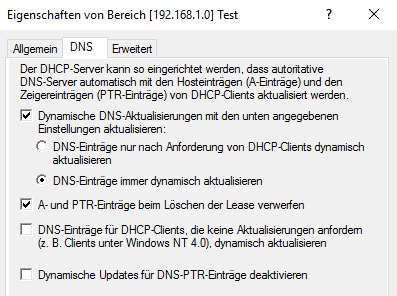 Eigenschaften von Bereich [192.168.1.0] Test
Allgemein DNS Erweitert
Der DHCP-Server kann so eingerichtet werden, dass autoritative
DNS-Server automatisch mit den Hosteinträgen (A-Einträge) und den
Zeigereinträgen (PTR-Einträge) von DHCP-Clients aktualisiert werden.
Dynamische DNS-Aktualisierungen mit den unten angegebenen
Einstellungen aktualisieren:
DNS-Einträge nur nach Anforderung von DHCP-Clients dynamisch
aktualisieren
DNS-Einträge immer dynamisch aktualisieren
A- und PTR-Einträge beim Löschen der Lease verwerfen
DNS-Einträge für DHCP-Clients, die keine Aktualisierungen anfordern
(z. B. Clients unter Windows NT 4.0), dynamisch aktualisieren
Dynamische Updates für DNS-PTR-Einträge deaktivieren